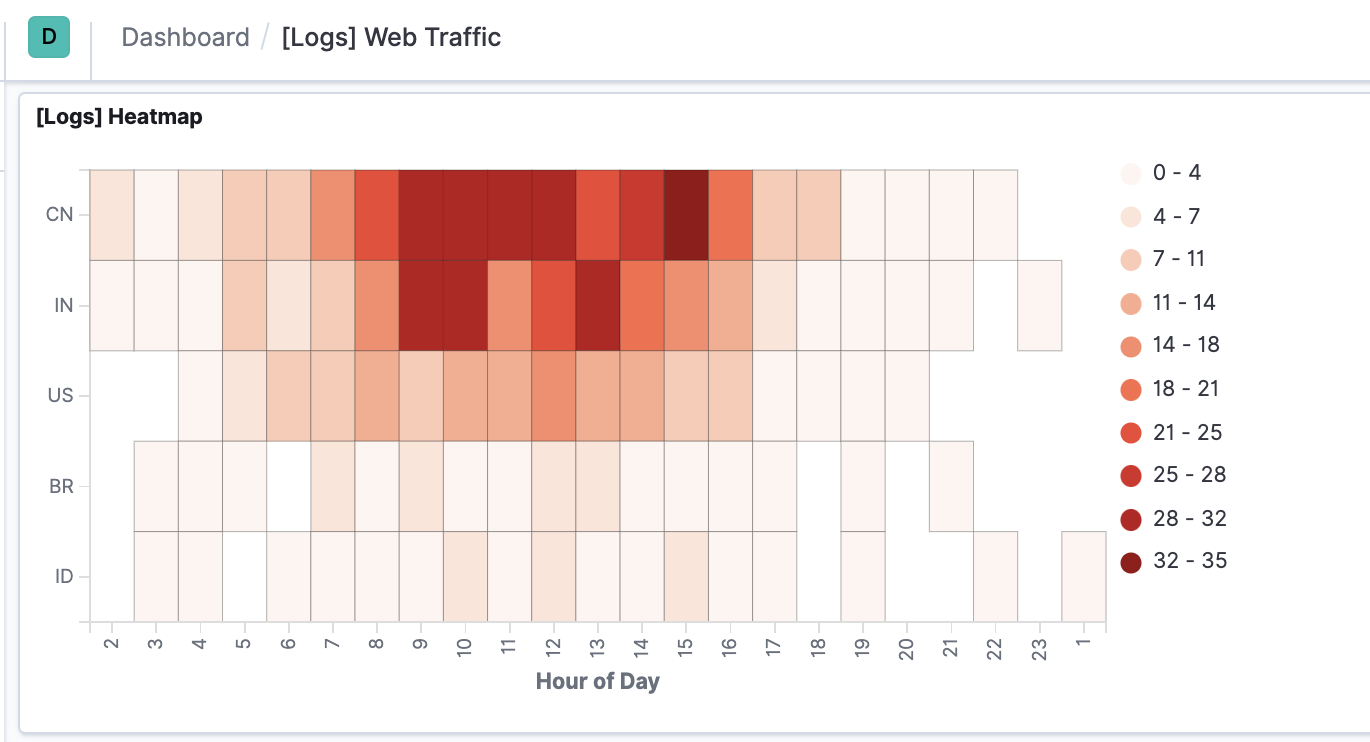 D Dashboard / [Logs] Web Traffic
[Logs] Heatmap
CN
IN
US
BR
ID
2 3 4 5 6 7 8 9 10 11 12 13 14 15 16 17 18 19 20 21 22 23 1
Hour of Day
0 - 4
4 - 7
7 - 11
11 - 14
14 - 18
18 - 21
21 - 25
25 - 28
28 - 32
32 - 35